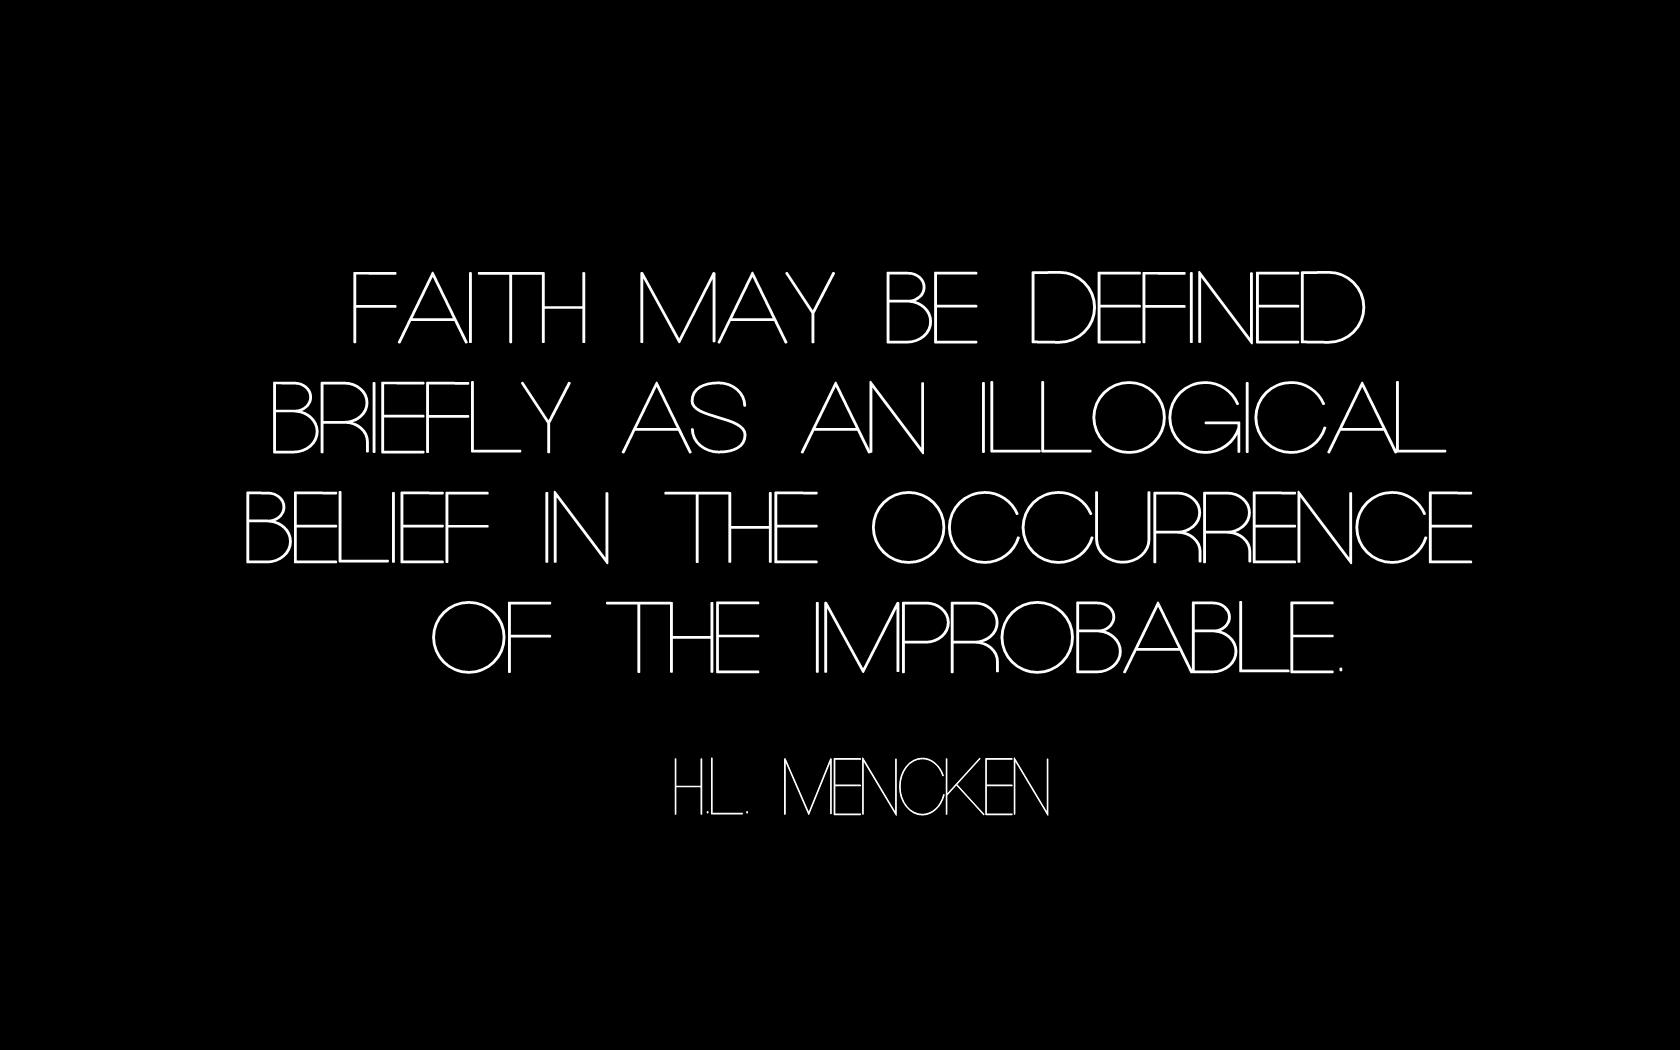 FAITH MAY BE DEFINED
BRIEFLY AS AN ILLOGICAL
BELIEF IN THE OCCURRENCE
OF THE IMPROBABLE.
H.L. MENCKEN